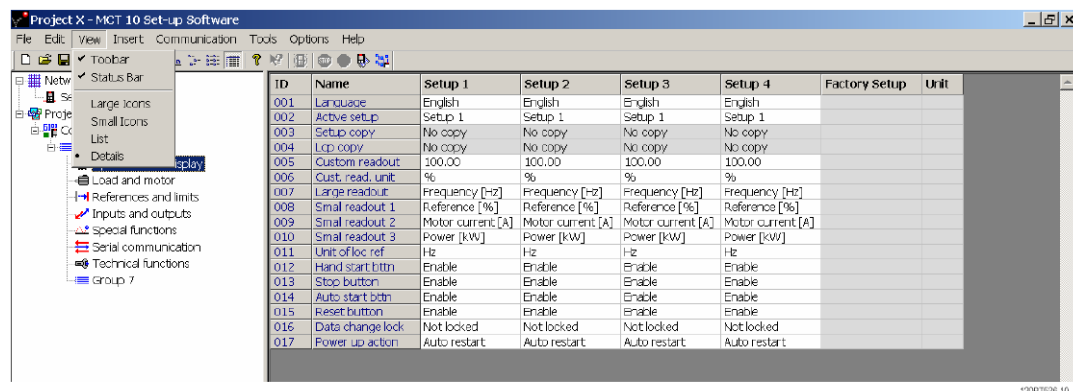 Project X - MCT 10 Set-up Software
File Edit View Insert Communication Tools Options Help
Toolbar
Status Bar
Large Icons
Small Icons
List
Details
Netw
Se
Proje
Co
isplay
Load and motor
References and limits
Inputs and outputs
Special functions
Serial communication
Technical functions
Group 7
ID Name Setup 1 Setup 2 Setup 3 Setup 4 Factory Setup Unit
001 Language English English English English
002 Active setup Setup 1 Setup 1 Setup 1 Setup 1
003 Setup copy No copy No copy No copy No copy
004 Lcp copy No copy No copy No copy No copy
005 Custom readout 100.00 100.00 100.00 100.00
006 Cust. read. unit % % % %
007 Large readout Frequency [Hz] Frequency [Hz] Frequency [Hz] Frequency [Hz]
008 Smal readout 1 Reference [%] Reference [%] Reference [%] Reference [%]
009 Smal readout 2 Motor current [A] Motor current [A] Motor current [A] Motor current [A]
010 Smal readout 3 Power [kW] Power [kW] Power [kW] Power [kW]
011 Unit of loc ref Hz Hz Hz Hz
012 Hand start bttn Enable Enable Enable Enable
013 Stop button Enable Enable Enable Enable
014 Auto start bttn Enable Enable Enable Enable
015 Reset button Enable Enable Enable Enable
016 Data change lock Not locked Not locked Not locked Not locked
017 Power up action Auto restart Auto restart Auto restart Auto restart